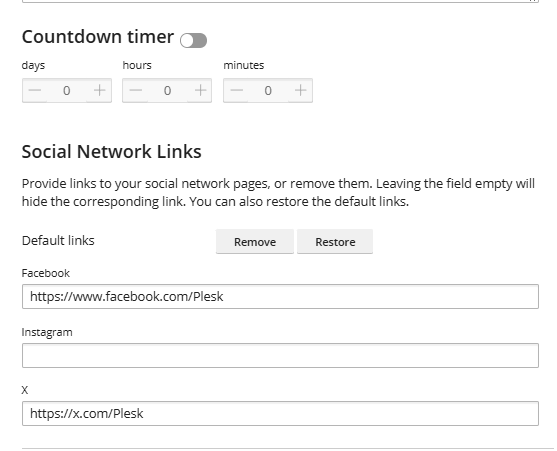 Countdown timer
days hours minutes
0 0 0
Social Network Links
Provide links to your social network pages, or remove them. Leaving the field empty will
hide the corresponding link. You can also restore the default links.
Default links Remove Restore
Facebook
https://www.facebook.com/Plesk
Instagram
X
https://x.com/Plesk